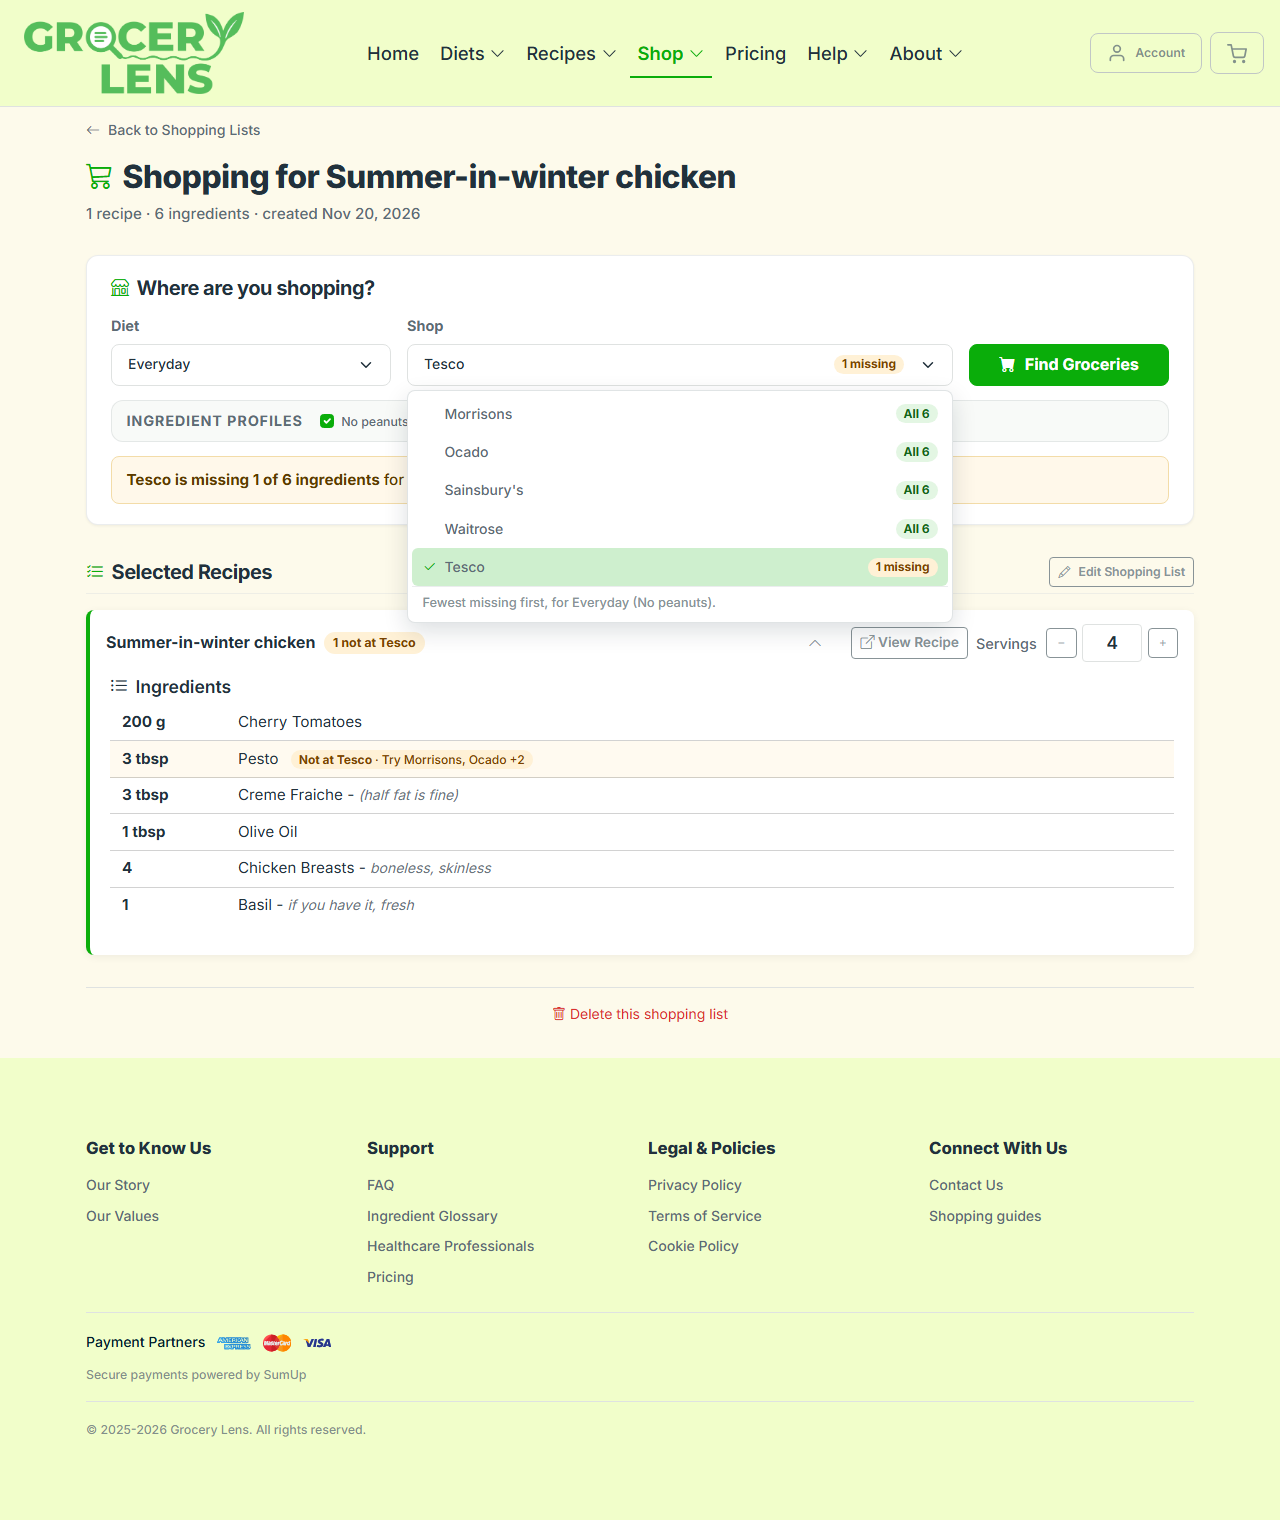 GROCERY
LENS
Home
Diets
Recipes
Shop
Pricing
Help
About
Account
Back to Shopping Lists
Shopping for Summer-in-winter chicken
1 recipe · 6 ingredients · created Nov 20, 2026
Where are you shopping?
Diet
Shop
Everyday
Tesco
1 missing
Find Groceries
INGREDIENT PROFILES
No peanuts
Tesco is missing 1 of 6 ingredients for
Morrisons
All 6
Ocado
All 6
Sainsbury's
All 6
Waitrose
All 6
Tesco
1 missing
Fewest missing first, for Everyday (No peanuts).
Selected Recipes
Edit Shopping List
Summer-in-winter chicken
1 not at Tesco
View Recipe
Servings
−
4
+
Ingredients
200 g Cherry Tomatoes
3 tbsp Pesto Not at Tesco · Try Morrisons, Ocado +2
3 tbsp Creme Fraiche - (half fat is fine)
1 tbsp Olive Oil
4 Chicken Breasts - boneless, skinless
1 Basil - if you have it, fresh
Delete this shopping list
Get to Know Us
Our Story
Our Values
Support
FAQ
Ingredient Glossary
Healthcare Professionals
Pricing
Legal & Policies
Privacy Policy
Terms of Service
Cookie Policy
Connect With Us
Contact Us
Shopping guides
Payment Partners
AMERICAN EXPRESS
MasterCard
VISA
Secure payments powered by SumUp
© 2025-2026 Grocery Lens. All rights reserved.